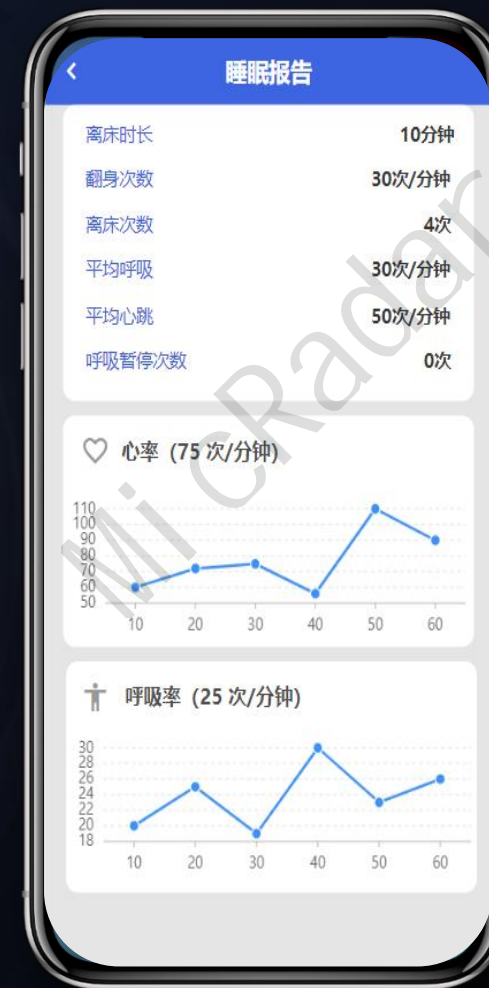 睡眠报告
离床时长 10分钟
翻身次数 30次/分钟
离床次数 4次
平均呼吸 30次/分钟
平均心跳 50次/分钟
呼吸暂停次数 0次
心率 (75 次/分钟)
110
100
90
80
70
60
50
10 20 30 40 50 60
呼吸率 (25 次/分钟)
30
28
26
24
22
20
18
10 20 30 40 50 60
Mi cRadar